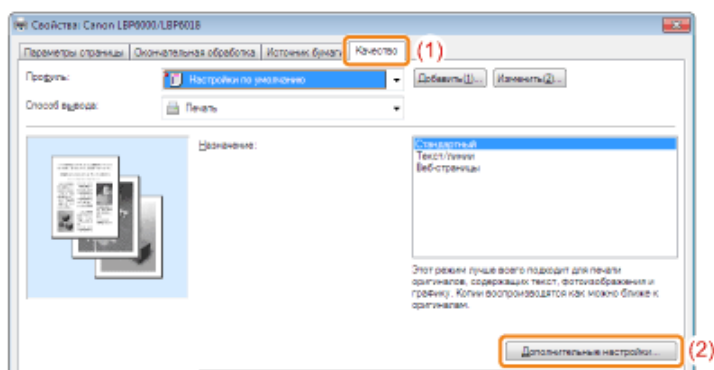 Свойства: Canon LBP6000/LBP6018
Параметры страницы Окончательная обработка Источник бумаги Качество (1)
Профиль: Настройки по умолчанию Добавить(1)... Изменить(2)...
Способ вывода: Печать
Назначение:
Стандартный
Текст/линии
Веб-страницы
Этот режим лучше всего подходит для печати
оригиналов, содержащих текст, фотоизображения и
графику. Копии воспроизводятся как можно ближе к
оригиналам.
Дополнительные настройки... (2)